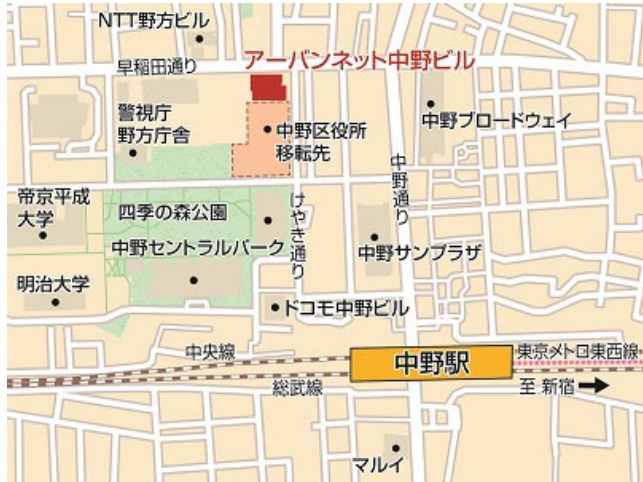 NTT野方ビル
早稲田通り
アーバンネット中野ビル
警視庁
野方庁舎
中野区役所
移転先
中野ブロードウェイ
中野通り
帝京平成
大学
四季の森公園
けやき通り
中野セントラルパーク
中野サンプラザ
明治大学
ドコモ中野ビル
中央線
中野駅
東京メトロ東西線
総武線
至 新宿
マルイ